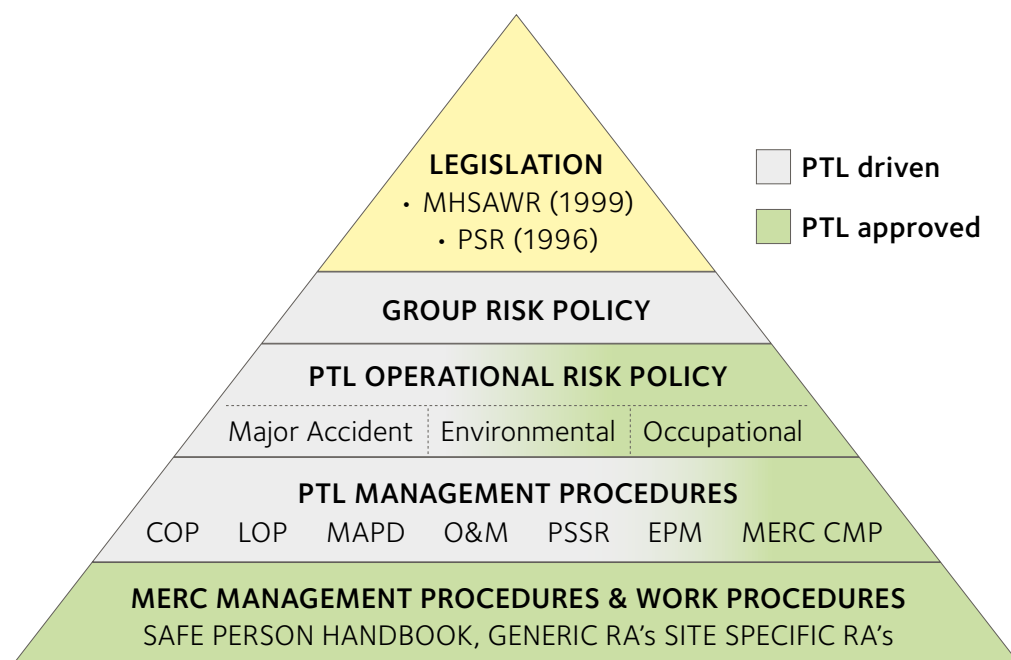 LEGISLATION
• MHSAWR (1999)
• PSR (1996)
PTL driven
PTL approved
GROUP RISK POLICY
PTL OPERATIONAL RISK POLICY
Major Accident Environmental Occupational
PTL MANAGEMENT PROCEDURES
COP LOP MAPD O&M PSSR EPM MERC CMP
MERC MANAGEMENT PROCEDURES & WORK PROCEDURES
SAFE PERSON HANDBOOK, GENERIC RA's SITE SPECIFIC RA's